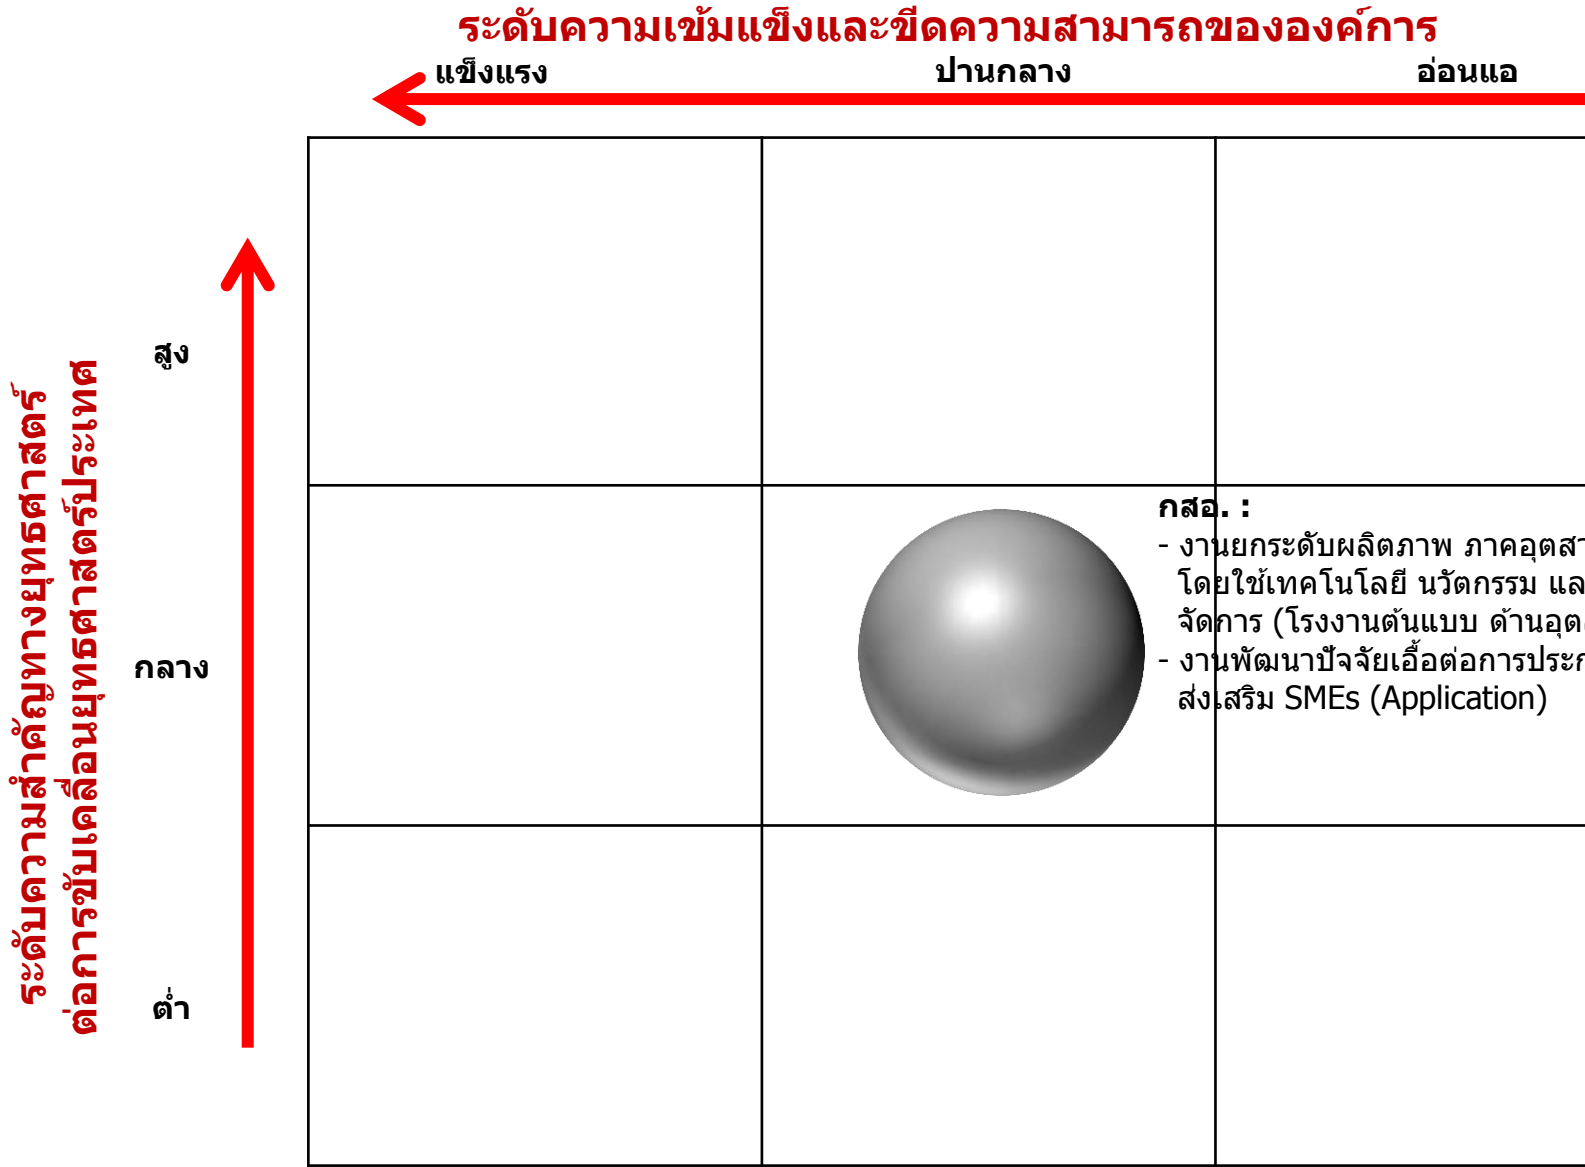 ระดับความเข้มแข็งและขีดความสามารถขององค์การ
แข็งแรง ปานกลาง อ่อนแอ
ระดับความสำคัญทางยุทธศาสตร์
ต่อการขับเคลื่อนยุทธศาสตร์ประเทศ
สูง
กลาง
ต่ำ
กสอ. :
- งานยกระดับผลิตภาพ ภาคอุตสา
โดยใช้เทคโนโลยี นวัตกรรม แล
จัดการ (โรงงานต้นแบบ ด้านอุต
- งานพัฒนาปัจจัยเอื้อต่อการประก
ส่งเสริม SMEs (Application)